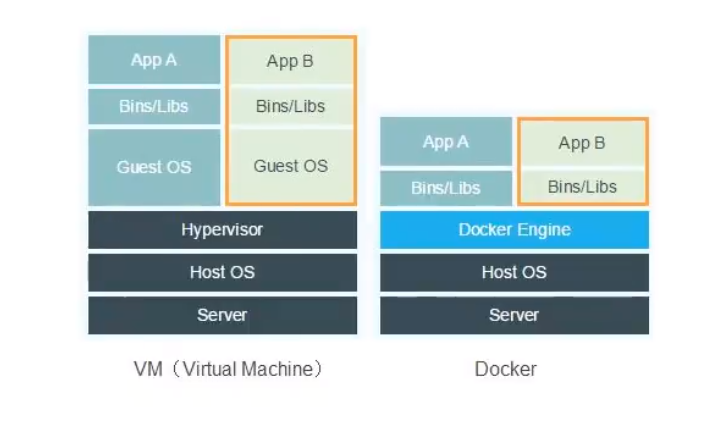 App A
App B
Bins/Libs
Bins/Libs
Guest OS
Guest OS
Hypervisor
Host OS
Server
VM（Virtual Machine）
App A
App B
Bins/Libs
Bins/Libs
Docker Engine
Host OS
Server
Docker